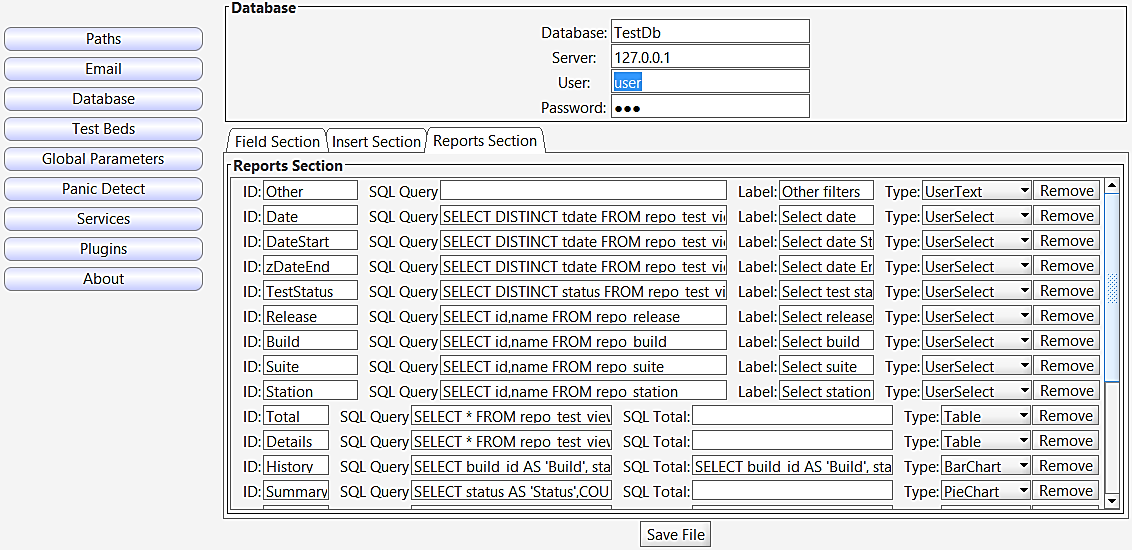 Paths
Email
Database
Test Beds
Global Parameters
Panic Detect
Services
Plugins
About
Database
Database: TestDb
Server: 127.0.0.1
User: user
Password: ●●●
Field Section Insert Section Reports Section
Reports Section
ID: Other SQL Query Label: Other filters Type: UserText Remove
ID: Date SQL Query SELECT DISTINCT tdate FROM repo_test_vi Label: Select date Type: UserSelect Remove
ID: DateStart SQL Query SELECT DISTINCT tdate FROM repo_test_vi Label: Select date St Type: UserSelect Remove
ID: zDateEnd SQL Query SELECT DISTINCT tdate FROM repo_test_vi Label: Select date Er Type: UserSelect Remove
ID: TestStatus SQL Query SELECT DISTINCT status FROM repo_test_vi Label: Select test sta Type: UserSelect Remove
ID: Release SQL Query SELECT id,name FROM repo_release Label: Select release Type: UserSelect Remove
ID: Build SQL Query SELECT id,name FROM repo_build Label: Select build Type: UserSelect Remove
ID: Suite SQL Query SELECT id,name FROM repo_suite Label: Select suite Type: UserSelect Remove
ID: Station SQL Query SELECT id,name FROM repo_station Label: Select station Type: UserSelect Remove
ID: Total SQL Query SELECT * FROM repo_test_view SQL Total: Type: Table Remove
ID: Details SQL Query SELECT * FROM repo_test_view SQL Total: Type: Table Remove
ID: History SQL Query SELECT build_id AS 'Build', sta SQL Total: SELECT build_id AS 'Build', sta Type: BarChart Remove
ID: Summary SQL Query SELECT status AS 'Status',COU SQL Total: Type: PieChart Remove
Save File